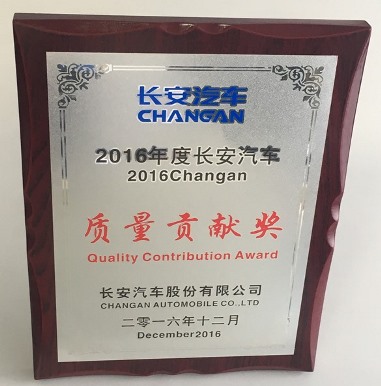 长安汽车
CHANGAN
2016年度长安汽车
2016Changan
质量贡献奖
Quality Contribution Award
长安汽车股份有限公司
CHANGAN AUTOMOBILE CO.,LTD
二零一六年十二月
December2016